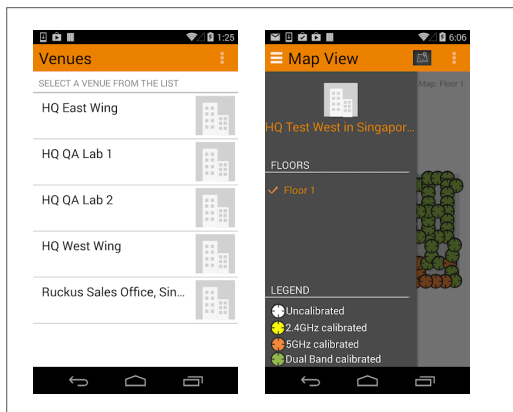 1:25
Venues
SELECT A VENUE FROM THE LIST
HQ East Wing
HQ QA Lab 1
HQ QA Lab 2
HQ West Wing
Ruckus Sales Office, Sin...
6:06
Map View
Map: Floor 1
HQ Test West in Singapor...
FLOORS
Floor 1
LEGEND
Uncalibrated
2.4GHz calibrated
5GHz calibrated
Dual Band calibrated